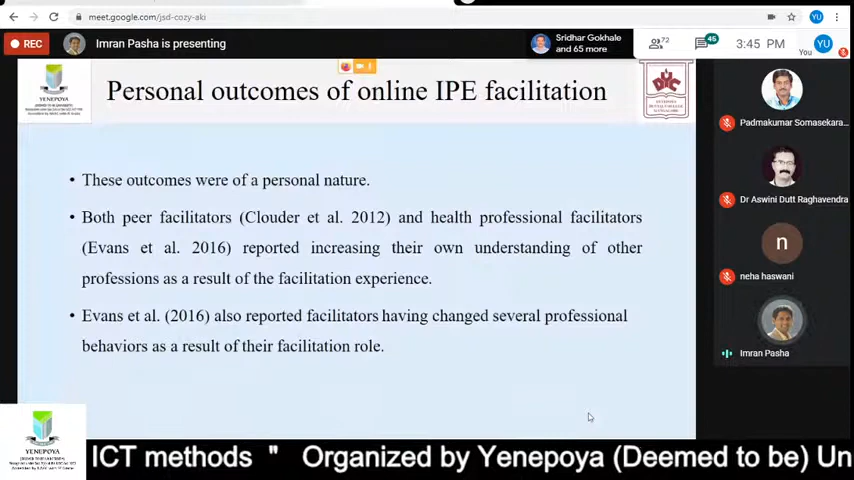 meet.google.com/jsd-cozy-aki
YU
REC
Imran Pasha is presenting
Sridhar Gokhale
and 65 more
72
45
3:45 PM
You
YU
YENEPOYA
Personal outcomes of online IPE facilitation
• These outcomes were of a personal nature.
• Both peer facilitators (Clouder et al. 2012) and health professional facilitators
(Evans et al. 2016) reported increasing their own understanding of other
professions as a result of the facilitation experience.
• Evans et al. (2016) also reported facilitators having changed several professional
behaviors as a result of their facilitation role.
Padmakumar Somasekara...
Dr Aswini Dutt Raghavendra
n
neha haswani
Imran Pasha
YENEPOYA
ICT methods " Organized by Yenepoya (Deemed to be) Un